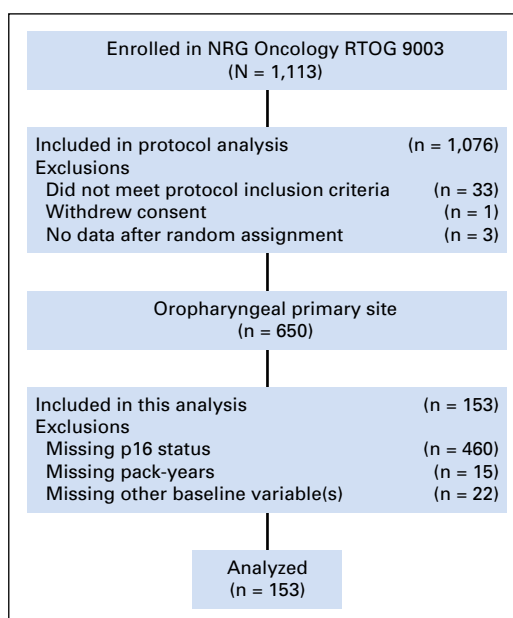 Enrolled in NRG Oncology RTOG 9003
(N = 1,113)
Included in protocol analysis (n = 1,076)
Exclusions
Did not meet protocol inclusion criteria (n = 33)
Withdrew consent (n = 1)
No data after random assignment (n = 3)
Oropharyngeal primary site
(n = 650)
Included in this analysis (n = 153)
Exclusions
Missing p16 status (n = 460)
Missing pack-years (n = 15)
Missing other baseline variable(s) (n = 22)
Analyzed
(n = 153)